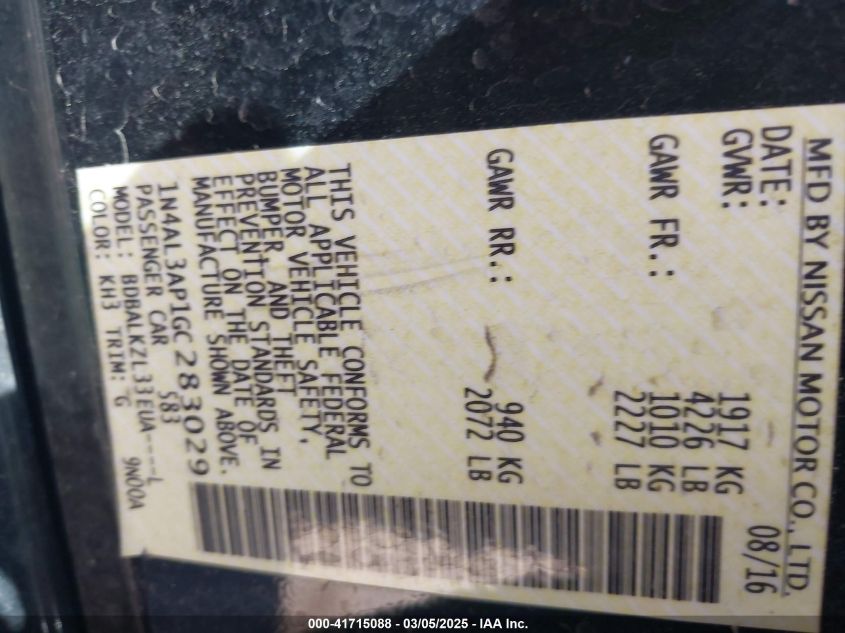 MFD BY NISSAN MOTOR CO., LTD.
DATE: 08/16
GVWR: 1917 KG
4226 LB
GAWR FR.: 1010 KG
2227 LB
GAWR RR.: 940 KG
2072 LB
THIS VEHICLE CONFORMS TO
ALL APPLICABLE FEDERAL
MOTOR VEHICLE SAFETY,
BUMPER AND THEFT
PREVENTION STANDARDS IN
EFFECT ON THE DATE OF
MANUFACTURE SHOWN ABOVE.
1N4AL3AP1GC283029
PASSENGER CAR 583
MODEL: BDBALKZL33EUA----L
COLOR: KH3 TRIM: G 9N00A
000-41715088 - 03/05/2025 - IAA Inc.